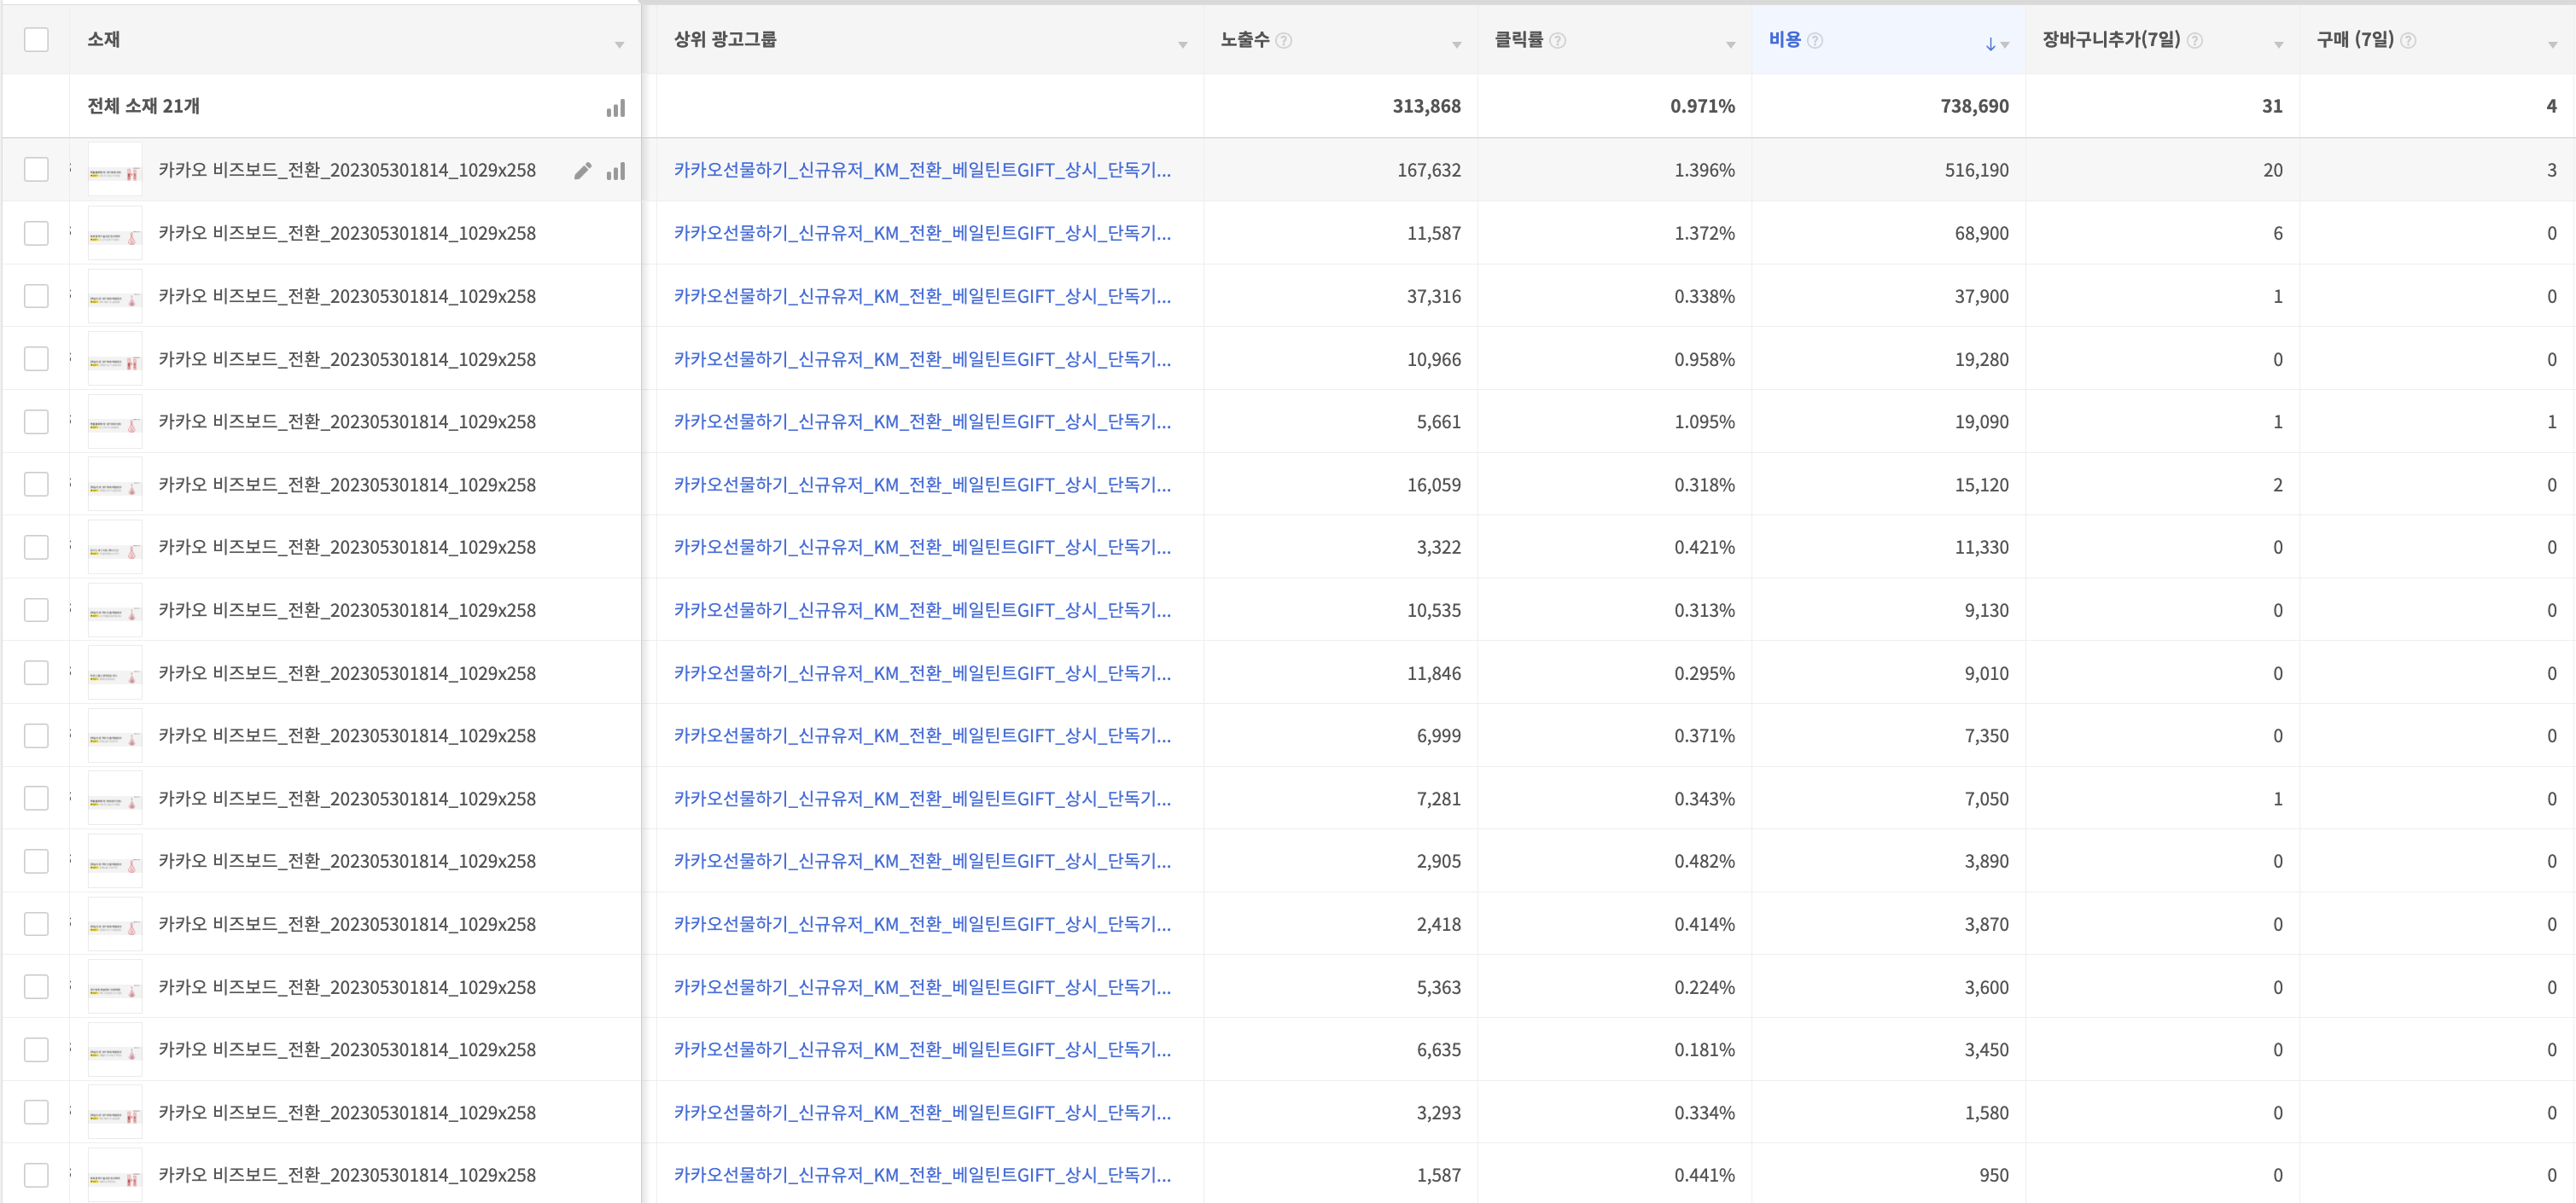 소재 상위 광고그룹 노출수 클릭률 비용 장바구니추가(7일) 구매 (7일)
전체 소재 21개 313,868 0.971% 738,690 31 4
카카오 비즈보드_전환_202305301814_1029x258 카카오선물하기_신규유저_KM_전환_베일틴트GIFT_상시_단독기... 167,632 1.396% 516,190 20 3
카카오 비즈보드_전환_202305301814_1029x258 카카오선물하기_신규유저_KM_전환_베일틴트GIFT_상시_단독기... 11,587 1.372% 68,900 6 0
카카오 비즈보드_전환_202305301814_1029x258 카카오선물하기_신규유저_KM_전환_베일틴트GIFT_상시_단독기... 37,316 0.338% 37,900 1 0
카카오 비즈보드_전환_202305301814_1029x258 카카오선물하기_신규유저_KM_전환_베일틴트GIFT_상시_단독기... 10,966 0.958% 19,280 0 0
카카오 비즈보드_전환_202305301814_1029x258 카카오선물하기_신규유저_KM_전환_베일틴트GIFT_상시_단독기... 5,661 1.095% 19,090 1 1
카카오 비즈보드_전환_202305301814_1029x258 카카오선물하기_신규유저_KM_전환_베일틴트GIFT_상시_단독기... 16,059 0.318% 15,120 2 0
카카오 비즈보드_전환_202305301814_1029x258 카카오선물하기_신규유저_KM_전환_베일틴트GIFT_상시_단독기... 3,322 0.421% 11,330 0 0
카카오 비즈보드_전환_202305301814_1029x258 카카오선물하기_신규유저_KM_전환_베일틴트GIFT_상시_단독기... 10,535 0.313% 9,130 0 0
카카오 비즈보드_전환_202305301814_1029x258 카카오선물하기_신규유저_KM_전환_베일틴트GIFT_상시_단독기... 11,846 0.295% 9,010 0 0
카카오 비즈보드_전환_202305301814_1029x258 카카오선물하기_신규유저_KM_전환_베일틴트GIFT_상시_단독기... 6,999 0.371% 7,350 0 0
카카오 비즈보드_전환_202305301814_1029x258 카카오선물하기_신규유저_KM_전환_베일틴트GIFT_상시_단독기... 7,281 0.343% 7,050 1 0
카카오 비즈보드_전환_202305301814_1029x258 카카오선물하기_신규유저_KM_전환_베일틴트GIFT_상시_단독기... 2,905 0.482% 3,890 0 0
카카오 비즈보드_전환_202305301814_1029x258 카카오선물하기_신규유저_KM_전환_베일틴트GIFT_상시_단독기... 2,418 0.414% 3,870 0 0
카카오 비즈보드_전환_202305301814_1029x258 카카오선물하기_신규유저_KM_전환_베일틴트GIFT_상시_단독기... 5,363 0.224% 3,600 0 0
카카오 비즈보드_전환_202305301814_1029x258 카카오선물하기_신규유저_KM_전환_베일틴트GIFT_상시_단독기... 6,635 0.181% 3,450 0 0
카카오 비즈보드_전환_202305301814_1029x258 카카오선물하기_신규유저_KM_전환_베일틴트GIFT_상시_단독기... 3,293 0.334% 1,580 0 0
카카오 비즈보드_전환_202305301814_1029x258 카카오선물하기_신규유저_KM_전환_베일틴트GIFT_상시_단독기... 1,587 0.441% 950 0 0